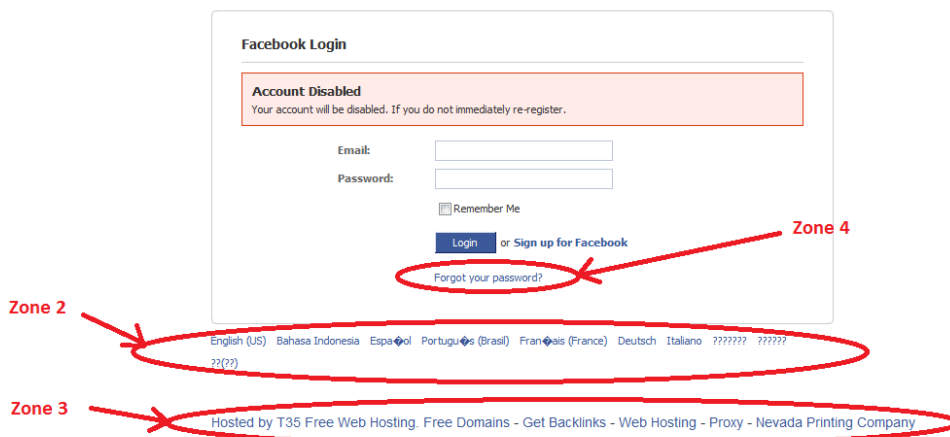 Facebook Login
Account Disabled
Your account will be disabled. If you do not immediately re-register.
Email:
Password:
Remember Me
Login or Sign up for Facebook
Zone 4
Forgot your password?
Zone 2
English (US) Bahasa Indonesia Espa�ol Portugu�s (Brasil) Fran�ais (France) Deutsch Italiano ??????? ??????
??(??)
Zone 3
Hosted by T35 Free Web Hosting. Free Domains - Get Backlinks - Web Hosting - Proxy - Nevada Printing Company